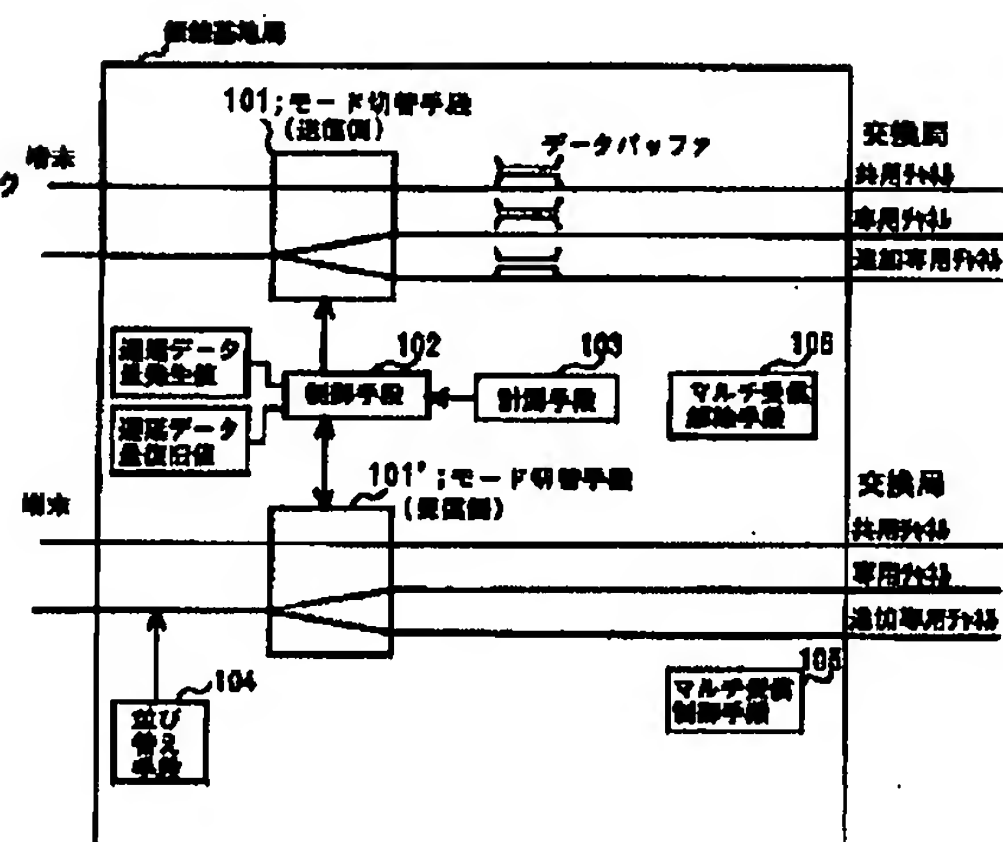 無線基地局
101;モード切替手段
(送信側)
データバッファ
交換局
端末
ク
共用チャネル
専用チャネル
追加専用チャネル
遅延データ
量発生値
102
制御手段
103
計測手段
106
マルチ受信
解除手段
遅延データ
量復旧値
101';モード切替手段
(受信側)
交換局
端末
共用チャネル
専用チャネル
追加専用チャネル
104
並び
替え
手段
105
マルチ受信
制御手段